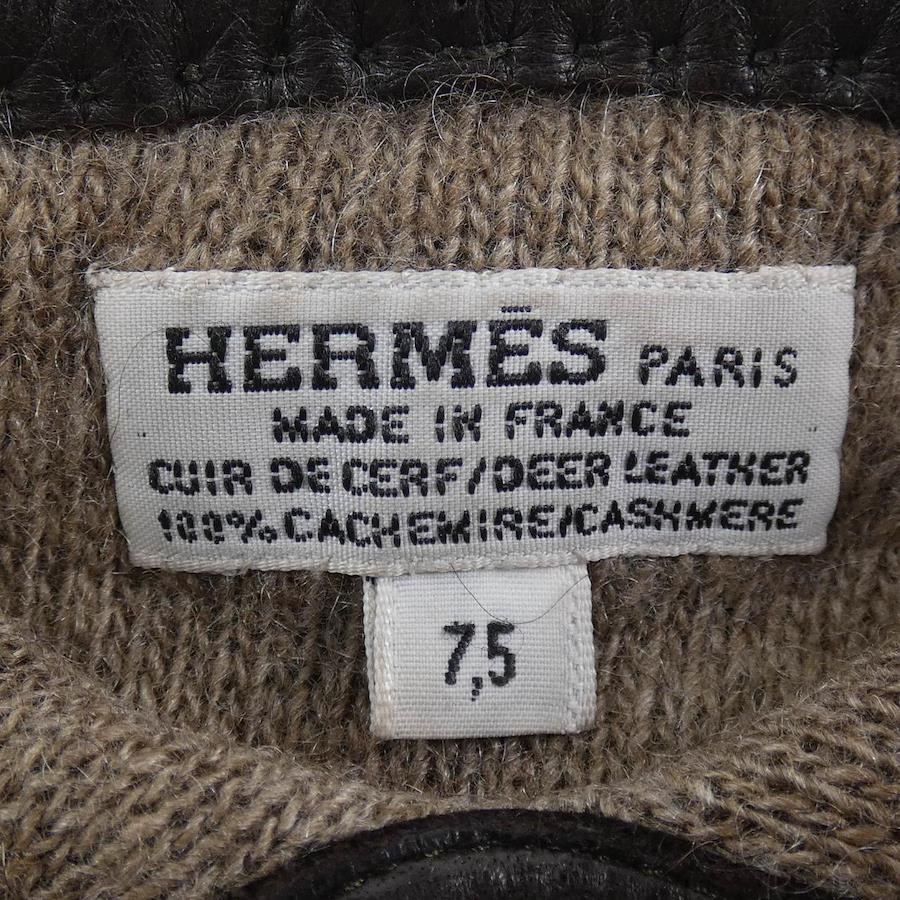 HERMÈS PARIS
MADE IN FRANCE
CUIR DE CERF/DEER LEATHER
100% CACHEMIRE/CASHMERE
7,5